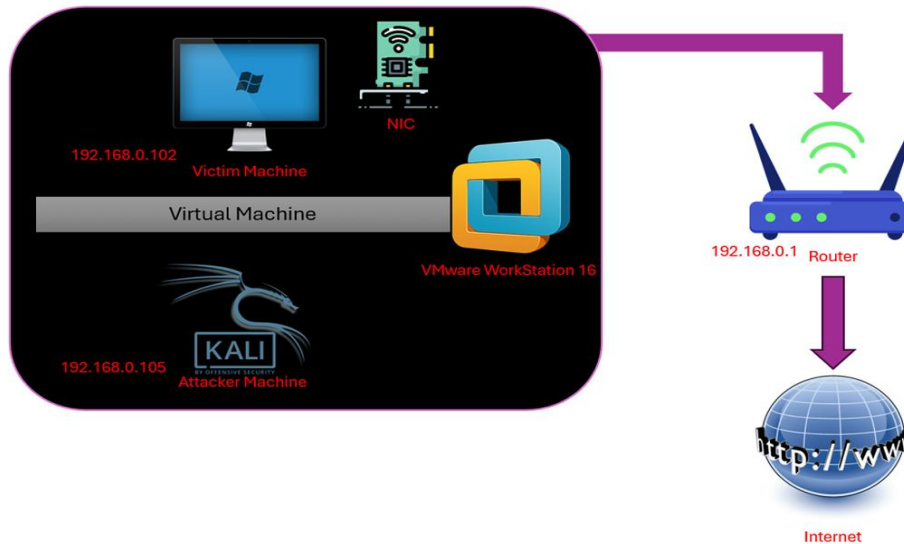 NIC
192.168.0.102
Victim Machine
Virtual Machine
VMware WorkStation 16
192.168.0.1
Router
KALI
BY OFFENSIVE SECURITY
192.168.0.105
Attacker Machine
http://www
Internet